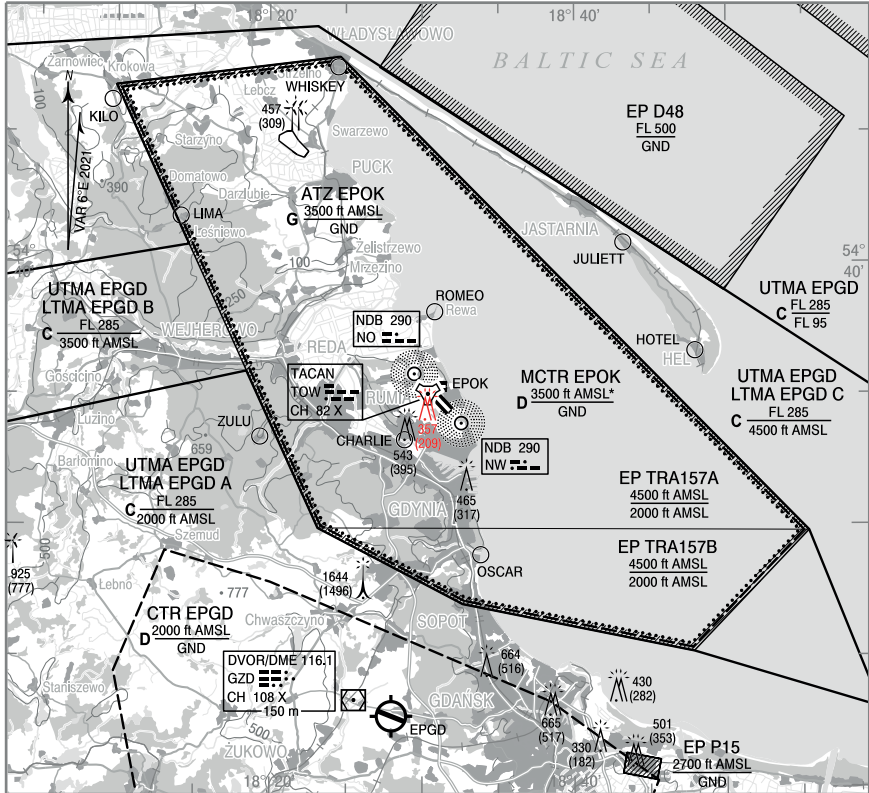 18°20'
18°40'
WŁADYSŁAWOWO
BALTIC SEA
Żarnowiec
Krokowa
Strzelno
N
WHISKEY
Łebcz
KILO
457
(309)
100
Swarzewo
EP D48
FL 500
GND
Starzyno
PUCK
VAR 6°E 2021
390
Domatowo
Darzlubie
ATZ EPOK
G
3500 ft AMSL
GND
LIMA
Leśniewo
JASTARNIA
Żelistrzewo
JULIETT
54°
40'
54°
40'
100
Mrzezino
UTMA EPGD
LTMA EPGD B
C
FL 285
3500 ft AMSL
250
UTMA EPGD
C
FL 285
FL 95
ROMEO
Rewa
NDB 290
NO
WEJHEROWO
REDA
HOTEL
HEL
Gościcino
TACAN
TOW
CH 82 X
RUMIA
EPOK
MCTR EPOK
D
3500 ft AMSL*
GND
UTMA EPGD
LTMA EPGD C
C
FL 285
4500 ft AMSL
Luzino
ZULU
659
CHARLIE
357
(209)
543
(395)
NDB 290
NW
Barłomino
UTMA EPGD
LTMA EPGD A
C
FL 285
2000 ft AMSL
465
(317)
EP TRA157A
4500 ft AMSL
2000 ft AMSL
GDYNIA
Szemud
500
925
(777)
EP TRA157B
4500 ft AMSL
2000 ft AMSL
OSCAR
Łebno
777
1644
(1496)
CTR EPGD
D
2000 ft AMSL
GND
Chwaszczyno
SOPOT
DVOR/DME 116.1
GZD
CH 108 X
150 m
664
(516)
Staniszewo
430
(282)
GDAŃSK
665
(517)
EPGD
501
(353)
330
(182)
EP P15
2700 ft AMSL
GND
500
ŻUKOWO
18°20'
18°40'